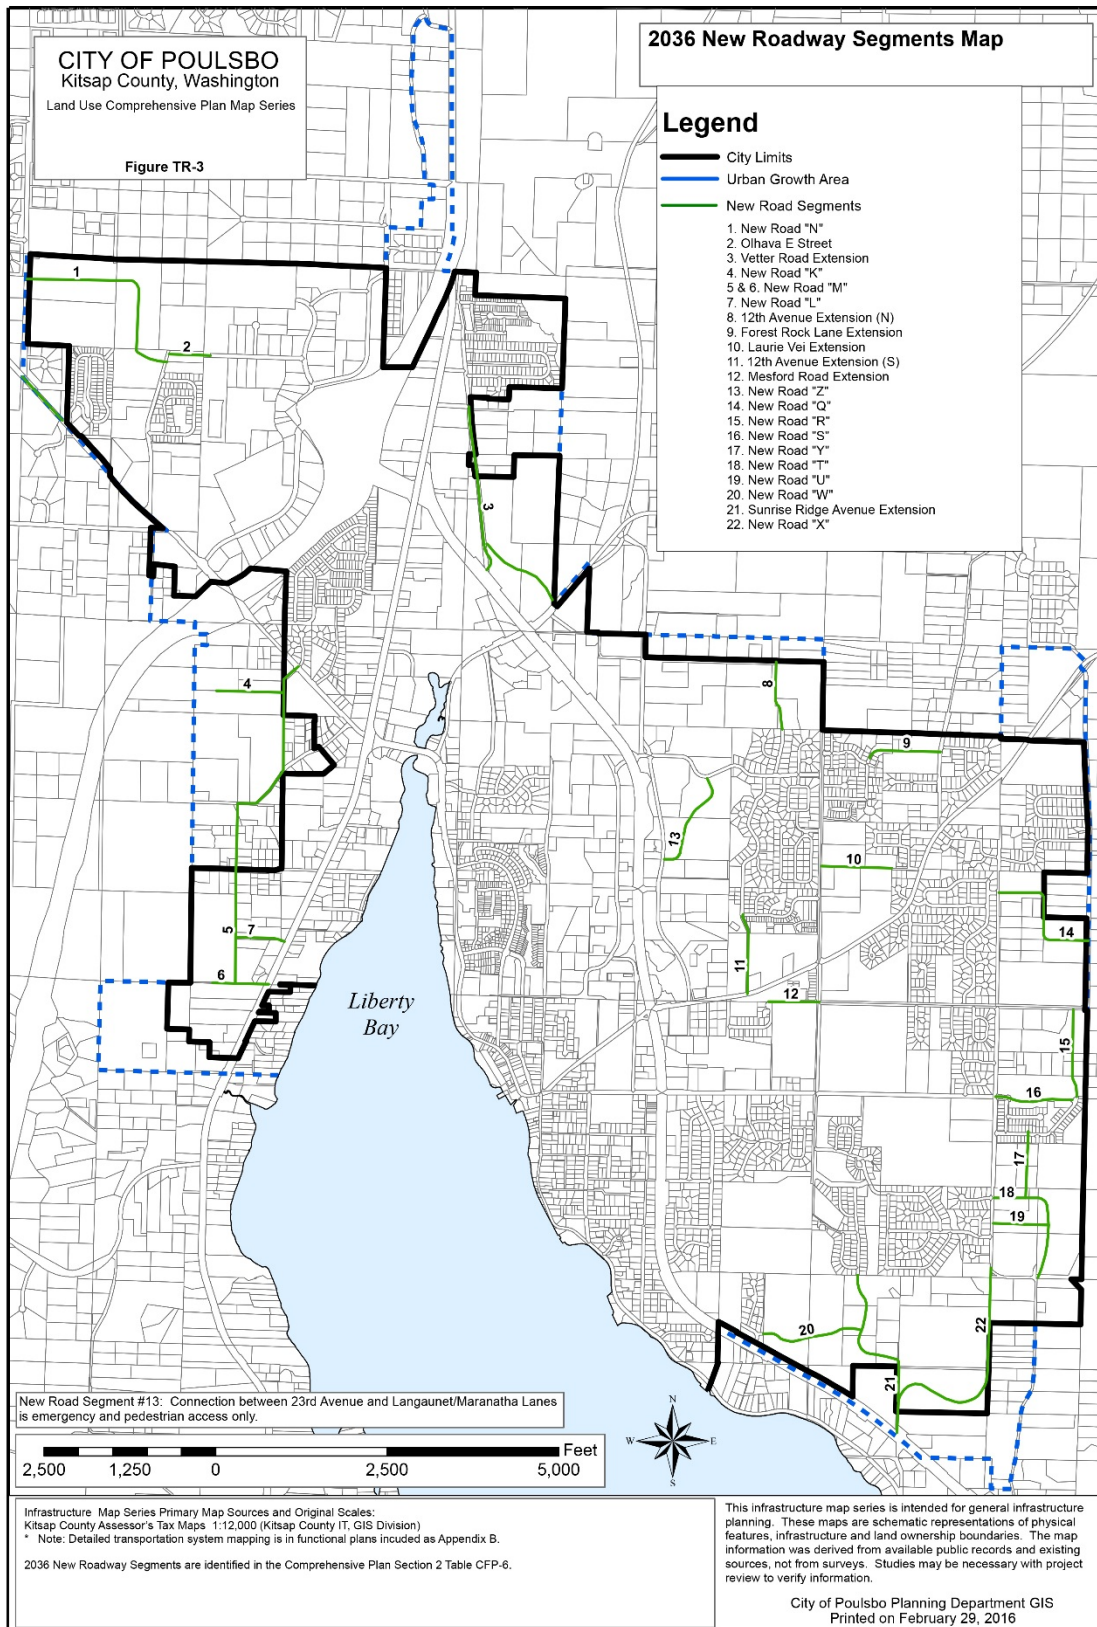 CITY OF POULSBO
Kitsap County, Washington
Land Use Comprehensive Plan Map Series
Figure TR-3
2036 New Roadway Segments Map
Legend
City Limits
Urban Growth Area
New Road Segments
1. New Road "N"
2. Olhava E Street
3. Vetter Road Extension
4. New Road "K"
5 & 6. New Road "M"
7. New Road "L"
8. 12th Avenue Extension (N)
9. Forest Rock Lane Extension
10. Laurie Vei Extension
11. 12th Avenue Extension (S)
12. Mesford Road Extension
13. New Road "Z"
14. New Road "Q"
15. New Road "R"
16. New Road "S"
17. New Road "Y"
18. New Road "T"
19. New Road "U"
20. New Road "W"
21. Sunrise Ridge Avenue Extension
22. New Road "X"
1
2
3
4
8
9
13
10
5
7
14
11
6
12
Liberty
Bay
15
16
17
18
19
20
22
21
New Road Segment #13: Connection between 23rd Avenue and Langaunet/Maranatha Lanes
is emergency and pedestrian access only.
N
W
E
S
Feet
2,500 1,250 0 2,500 5,000
Infrastructure Map Series Primary Map Sources and Original Scales:
Kitsap County Assessor's Tax Maps 1:12,000 (Kitsap County IT, GIS Division)
* Note: Detailed transportation system mapping is in functional plans incuded as Appendix B.
2036 New Roadway Segments are identified in the Comprehensive Plan Section 2 Table CFP-6.
This infrastructure map series is intended for general infrastructure
planning. These maps are schematic representations of physical
features, infrastructure and land ownership boundaries. The map
information was derived from available public records and existing
sources, not from surveys. Studies may be necessary with project
review to verify information.
City of Poulsbo Planning Department GIS
Printed on February 29, 2016